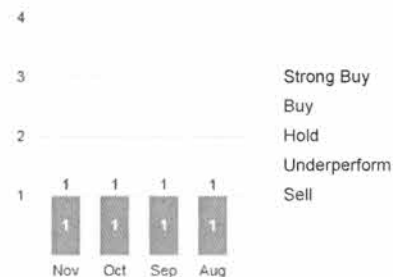 4
3
2
1
1 1 1 1
1 1 1 1
Nov Oct Sep Aug
Strong Buy
Buy
Hold
Underperform
Sell